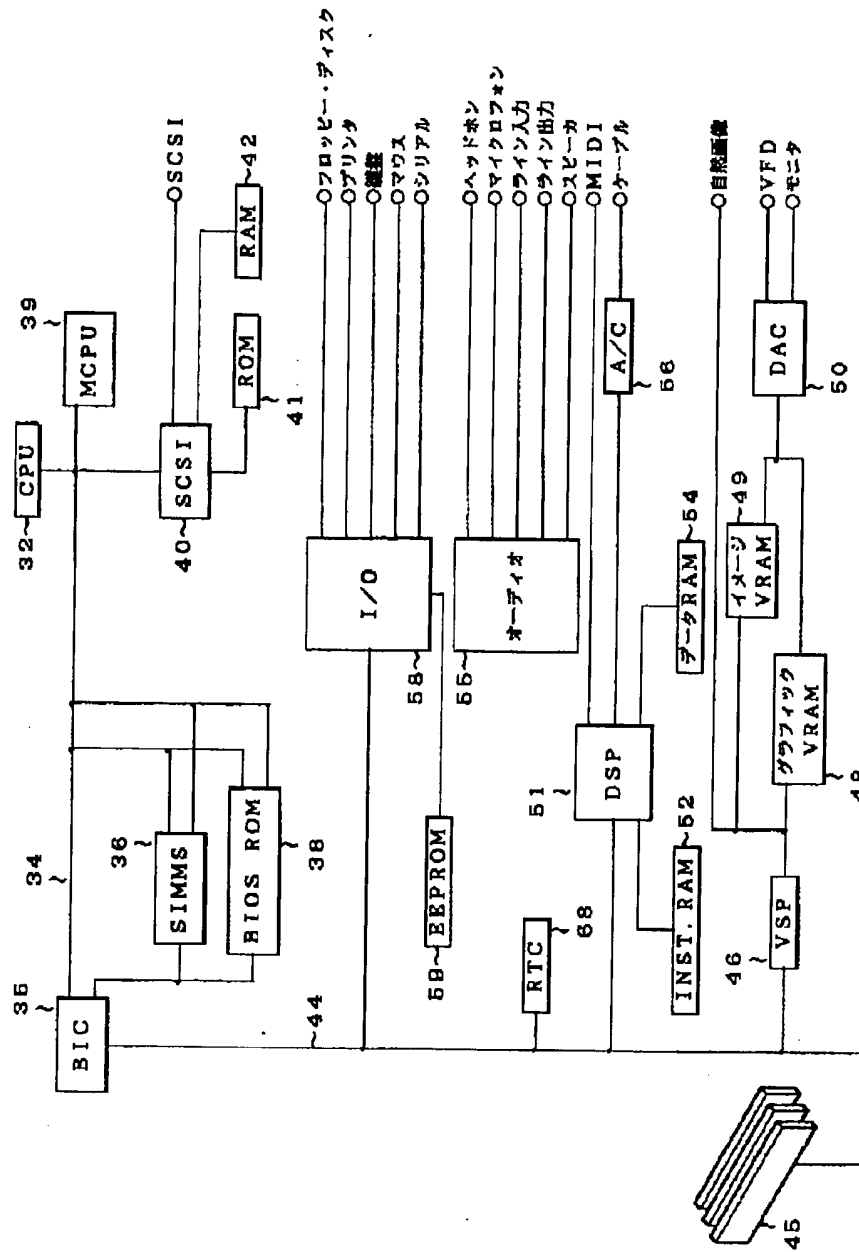 32
CPU
39
MCPU
SCSI
SCSI
40
RAM
42
ROM
41
34
35
BIC
36
SIMMS
BIOS ROM
38
44
I/O
58
フロッピー・ディスク
プリンタ
鍵盤
マウス
シリアル
59
EEPROM
オーディオ
55
ヘッドホン
マイクロフォン
ライン入力
ライン出力
スピーカ
MIDI
ケーブル
A/C
56
RTC
68
51
DSP
INST. RAM
52
データRAM
54
自然画像
46
VSP
イメージ
VRAM
49
グラフィック
VRAM
48
DAC
50
VFD
モニタ
45